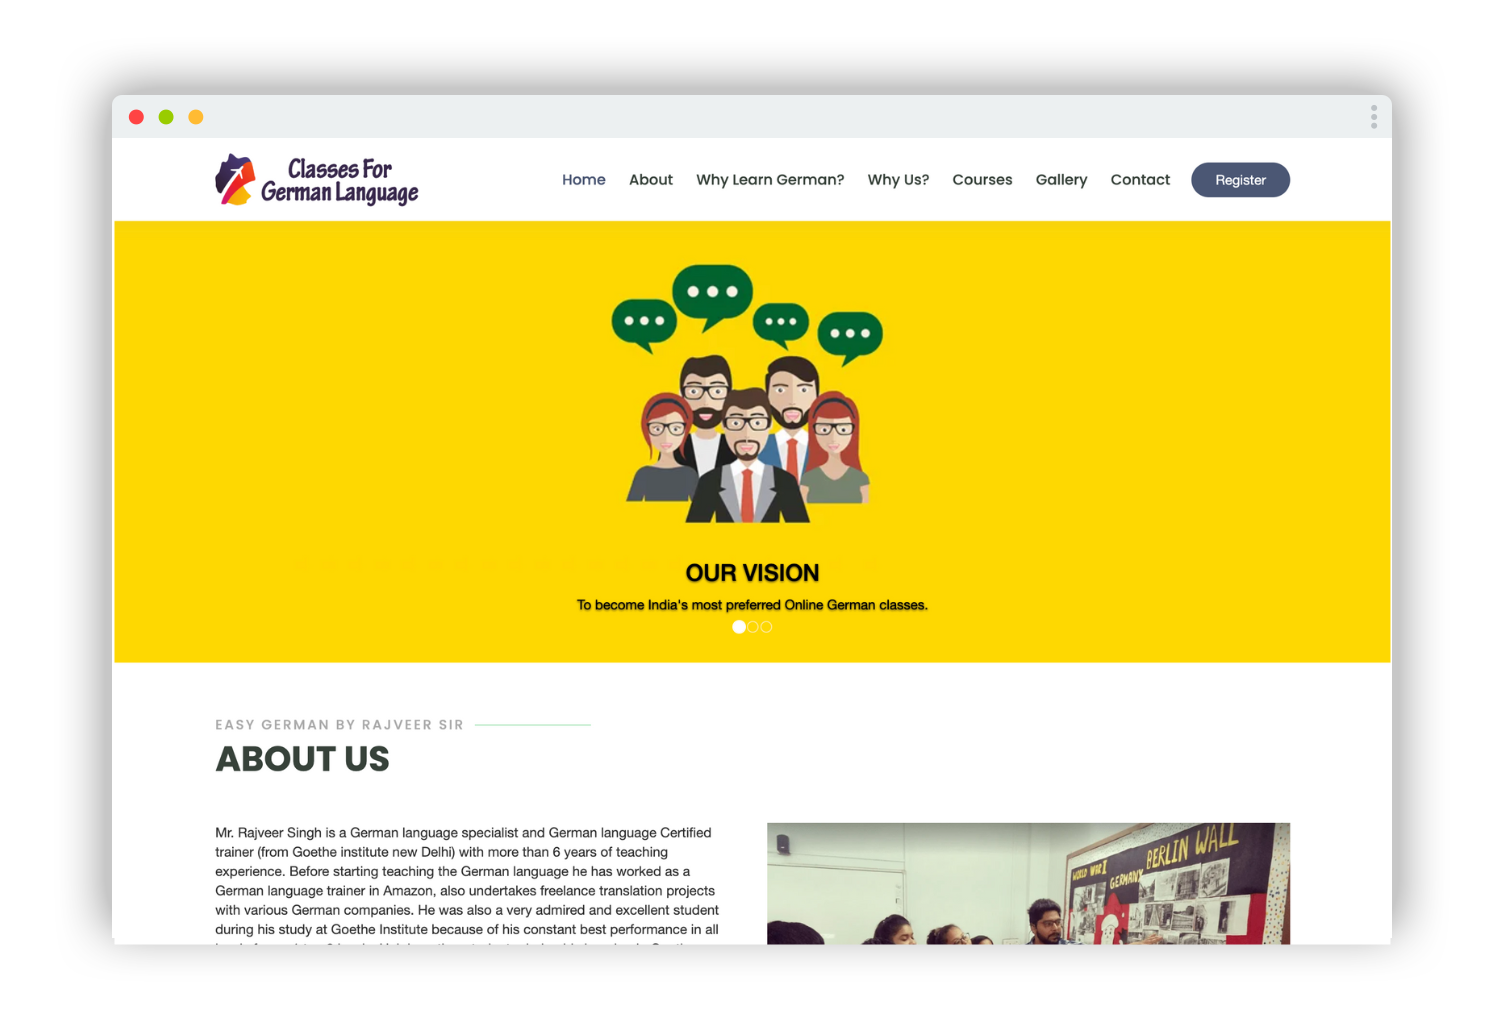 Classes For
German Language
Home About Why Learn German? Why Us? Courses Gallery Contact Register
OUR VISION
To become India's most preferred Online German classes.
EASY GERMAN BY RAJVEER SIR
ABOUT US
Mr. Rajveer Singh is a German language specialist and German language Certified
trainer (from Goethe institute new Delhi) with more than 6 years of teaching
experience. Before starting teaching the German language he has worked as a
German language trainer in Amazon, also undertakes freelance translation projects
with various German companies. He was also a very admired and excellent student
during his study at Goethe Institute because of his constant best performance in all
WORLD WAR I
GERMANY
BERLIN WALL